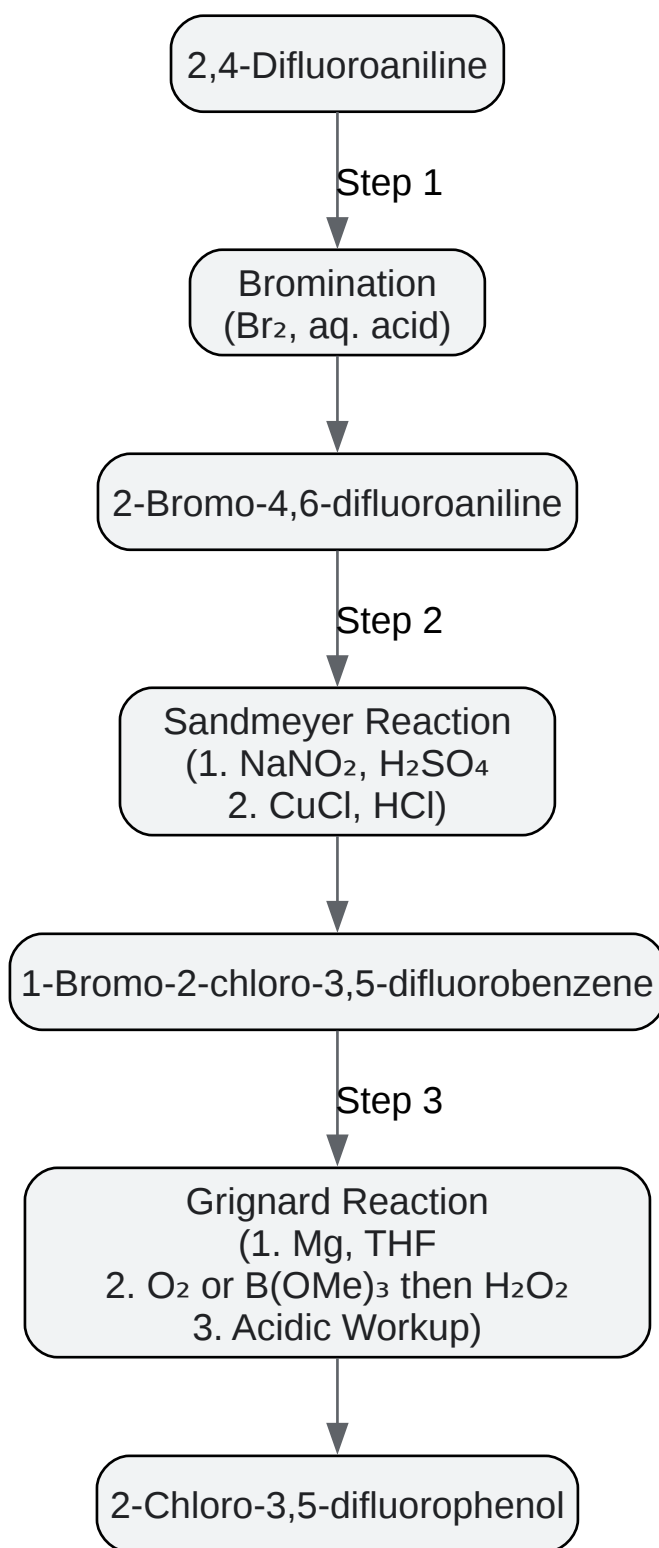 2,4-Difluoroaniline
Step 1
Bromination
(Br₂, aq. acid)
2-Bromo-4,6-difluoroaniline
Step 2
Sandmeyer Reaction
(1. NaNO₂, H₂SO₄
2. CuCl, HCl)
1-Bromo-2-chloro-3,5-difluorobenzene
Step 3
Grignard Reaction
(1. Mg, THF
2. O₂ or B(OMe)₃ then H₂O₂
3. Acidic Workup)
2-Chloro-3,5-difluorophenol